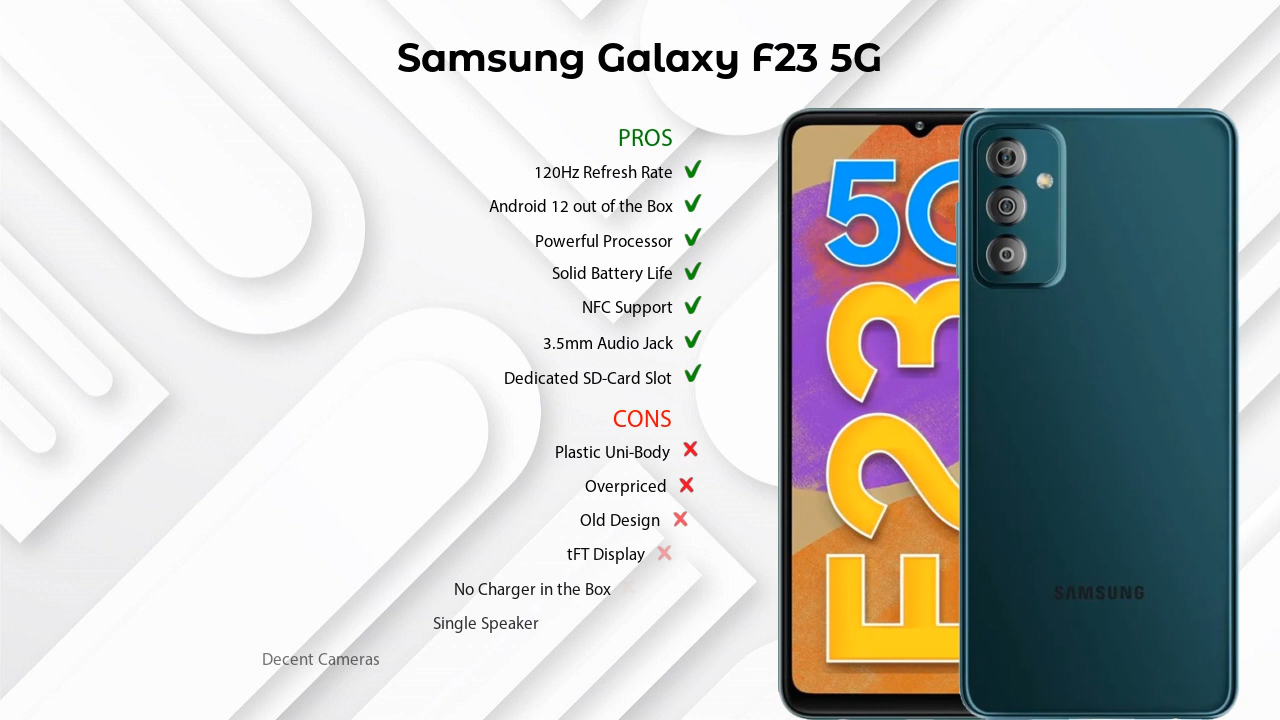 Samsung Galaxy F23 5G
PROS
120Hz Refresh Rate
Android 12 out of the Box
Powerful Processor
Solid Battery Life
NFC Support
3.5mm Audio Jack
Dedicated SD-Card Slot
CONS
Plastic Uni-Body
Overpriced
Old Design
tFT Display
No Charger in the Box
Single Speaker
Decent Cameras
5G
F23
SAMSUNG